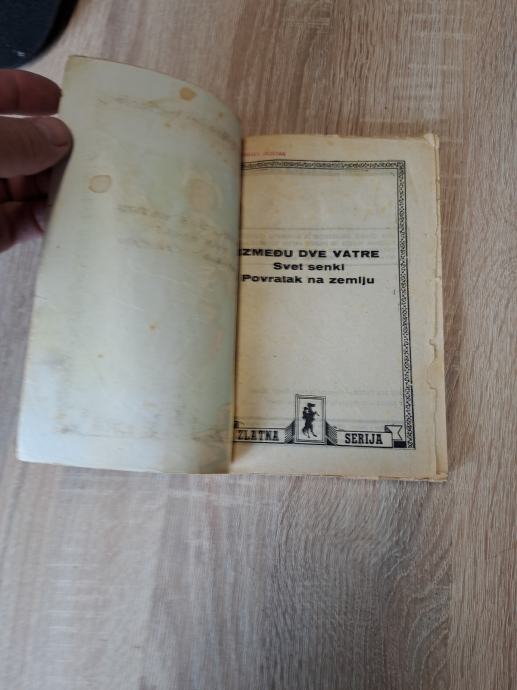 IZMEĐU DVE VATRE
Svet senki
Povratak na zemlju
ZLATNA SERIJA